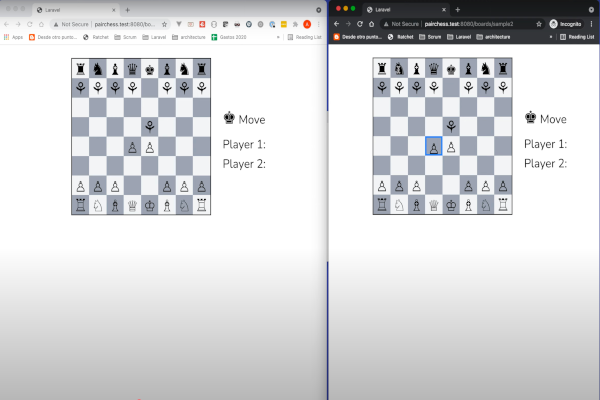 Laravel
Not Secure | pairchess.test:8080/bo...
Apps Desde otro punto... Ratchet Scrum Laravel architecture Gastos 2020 » Reading List
Move
Player 1:
Player 2:
Laravel
Not Secure | pairchess.test:8080/boards/sample2 Incognito
Desde otro punto... Ratchet Scrum Laravel architecture » Reading List
Move
Player 1:
Player 2: